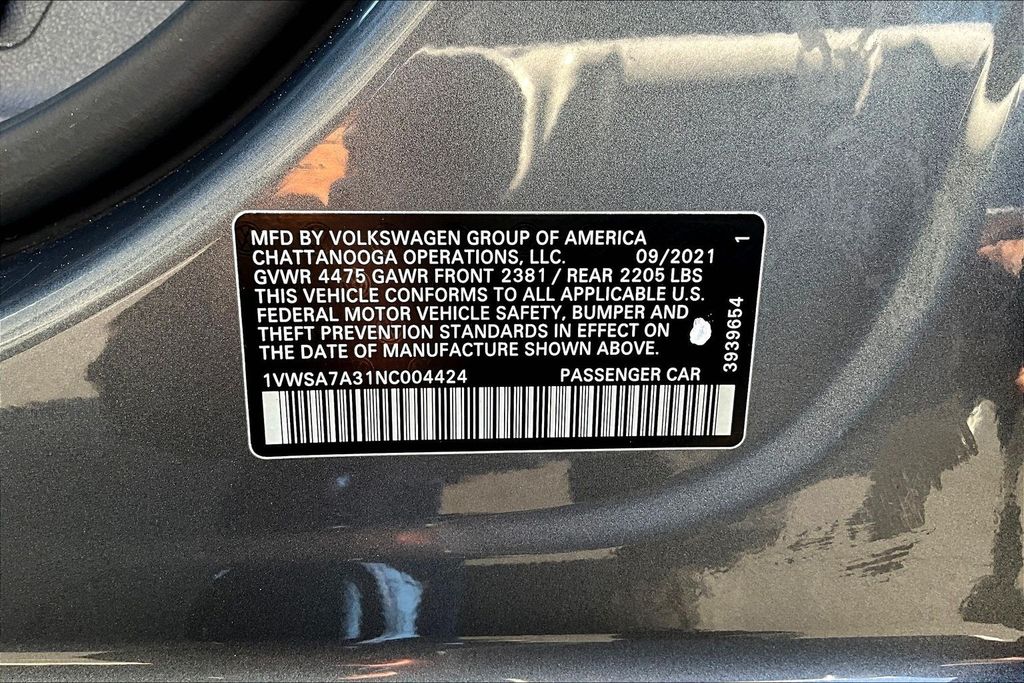 MFD BY VOLKSWAGEN GROUP OF AMERICA
CHATTANOOGA OPERATIONS, LLC. 09/2021
GVWR 4475 GAWR FRONT 2381 / REAR 2205 LBS
THIS VEHICLE CONFORMS TO ALL APPLICABLE U.S.
FEDERAL MOTOR VEHICLE SAFETY, BUMPER AND
THEFT PREVENTION STANDARDS IN EFFECT ON
THE DATE OF MANUFACTURE SHOWN ABOVE.
1VWSA7A31NC004424 PASSENGER CAR
3939654 1